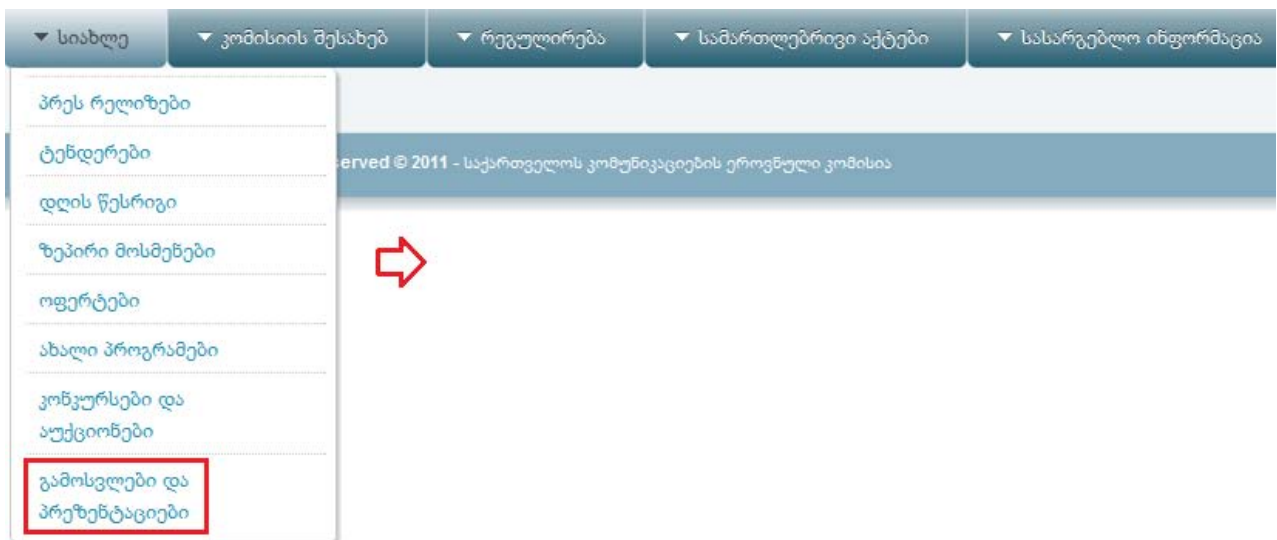 სიახლე კომისიის შესახებ რეგულირება სამართლებრივი აქტები სასარგებლო ინფორმაცია
პრეს რელიზები
ტენდერები
erved © 2011 - საქართველოს კომუნიკაციების ეროვნული კომისია
დღის წესრიგი
ზეპირი მოსმენები
ოფერტები
ახალი პროგრამები
კონკურსები და
აუქციონები
გამოსვლები და
პრეზენტაციები